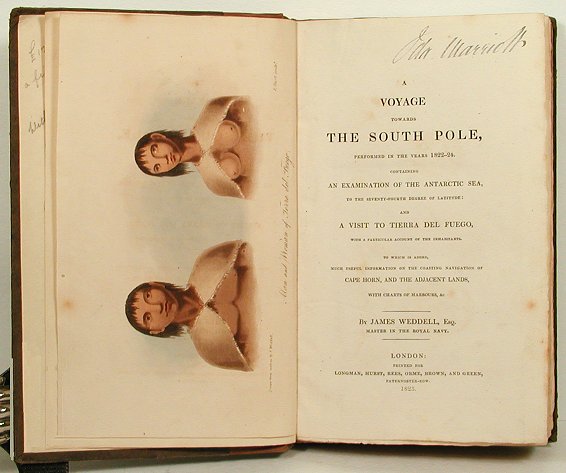 Man and Woman of Tierra del Fuego.
A
VOYAGE
TOWARDS
THE SOUTH POLE,
PERFORMED IN THE YEARS 1822-24.
CONTAINING
AN EXAMINATION OF THE ANTARCTIC SEA,
TO THE SEVENTY-FOURTH DEGREE OF LATITUDE:
AND
A VISIT TO TIERRA DEL FUEGO,
WITH A PARTICULAR ACCOUNT OF THE INHABITANTS.
TO WHICH IS ADDED,
MUCH USEFUL INFORMATION ON THE COASTING NAVIGATION OF
CAPE HORN, AND THE ADJACENT LANDS,
WITH CHARTS OF HARBOURS, &c
By JAMES WEDDELL, Esq.
MASTER IN THE ROYAL NAVY.
LONDON:
PRINTED FOR
LONGMAN, HURST, REES, ORME, BROWN, AND GREEN,
PATERNOSTER-ROW.
1825.